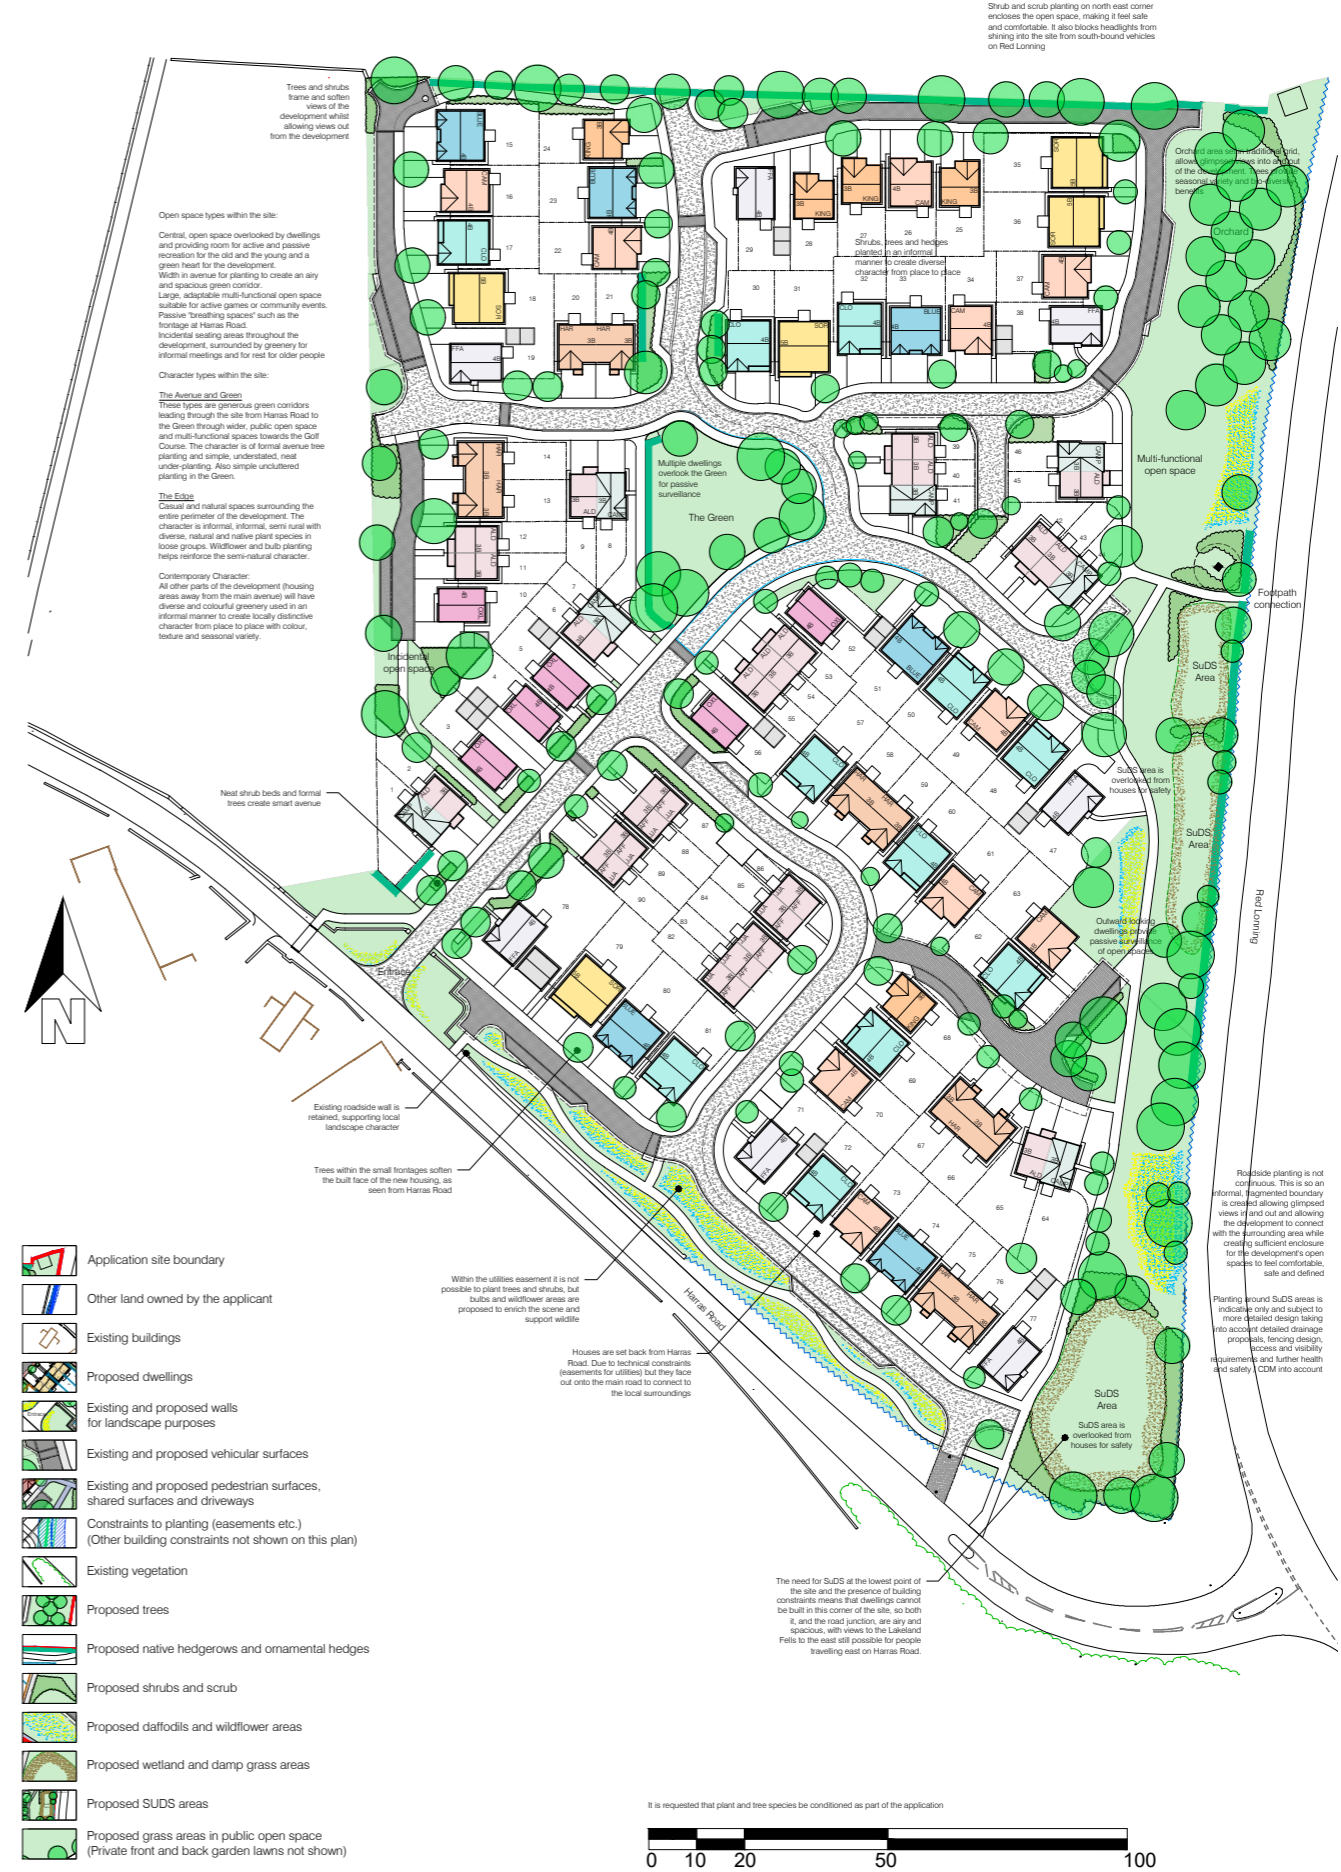 Shrub and scrub planting on north east corner
encloses the open space, making it feel safe
and comfortable. It also blocks headlights from
shining into the site from south-bound vehicles
on Red Lonning
Trees and shrubs
frame and soften
views of the
development whilst
allowing views out
from the development
Orchard area set in traditional grid,
allows glimpsed views into and out
of the development. Trees provide
seasonal variety and bio-diversity
benefits
Orchard
Open space types within the site:
Central, open space overlooked by dwellings
and providing room for active and passive
recreation for the old and the young and a
green heart for the development.
Width in avenue for planting to create an airy
and spacious green corridor.
Large, adaptable multi-functional open space
suitable for active games or community events.
Passive "breathing spaces" such as the
frontage at Harras Road.
Incidental seating areas throughout the
development, surrounded by greenery for
informal meetings and for rest for older people
Character types within the site:
The Avenue and Green
These types are generous green corridors
leading through the site from Harras Road to
the Green through wider, public open space
and multi-functional spaces towards the Golf
Course. The character is of formal avenue tree
planting and simple, understated, neat
under-planting. Also simple uncluttered
planting in the Green.
The Edge
Casual and natural spaces surrounding the
entire perimeter of the development. The
character is informal, informal, semi rural with
diverse, natural and native plant species in
loose groups. Wildflower and bulb planting
helps reinforce the semi-natural character.
Contemporary Character:
All other parts of the development (housing
areas away from the main avenue) will have
diverse and colourful greenery used in an
informal manner to create locally distinctive
character from place to place with colour,
texture and seasonal variety.
Shrubs, trees and hedges
planted in an informal
manner to create diverse
character from place to place
Multiple dwellings
overlook the Green
for passive
surveillance
The Green
Multi-functional
open space
Footpath
connection
Incidental
open space
SuDS
Area
SuDS area is
overlooked from
houses for safety
SuDS
Area
Neat shrub beds and formal
trees create smart avenue
Outward looking
dwellings provide
passive surveillance
of open spaces
Red Lonning
Entrace
N
Existing roadside wall is
retained, supporting local
landscape character
Trees within the small frontages soften
the built face of the new housing, as
seen from Harras Road
Within the utilities easement it is not
possible to plant trees and shrubs, but
bulbs and wildflower areas are
proposed to enrich the scene and
support wildlife
Harras Road
Houses are set back from Harras
Road. Due to technical constraints
(easements for utilities) but they face
out onto the main road to connect to
the local surroundings
Roadside planting is not
continuous. This is so an
informal, fragmented boundary
is created allowing glimpsed
views in and out and allowing
the development to connect
with the surrounding area while
creating sufficient enclosure
for the development's open
spaces to feel comfortable,
safe and defined
Planting around SuDS areas is
indicative only and subject to
more detailed design taking
into account detailed drainage
proposals, fencing design,
access and visibility
requirements and further health
and safety / CDM into account
SuDS
Area
SuDS area is
overlooked from
houses for safety
The need for SuDS at the lowest point of
the site and the presence of building
constraints means that dwellings cannot
be built in this corner of the site, so both
it, and the road junction, are airy and
spacious, with views to the Lakeland
Fells to the east still possible for people
travelling east on Harras Road.
Application site boundary
Other land owned by the applicant
Existing buildings
Proposed dwellings
Existing and proposed walls
for landscape purposes
Existing and proposed vehicular surfaces
Existing and proposed pedestrian surfaces,
shared surfaces and driveways
Constraints to planting (easements etc.)
(Other building constraints not shown on this plan)
Existing vegetation
Proposed trees
Proposed native hedgerows and ornamental hedges
Proposed shrubs and scrub
Proposed daffodils and wildflower areas
Proposed wetland and damp grass areas
Proposed SUDS areas
Proposed grass areas in public open space
(Private front and back garden lawns not shown)
It is requested that plant and tree species be conditioned as part of the application
0 10 20 50 100